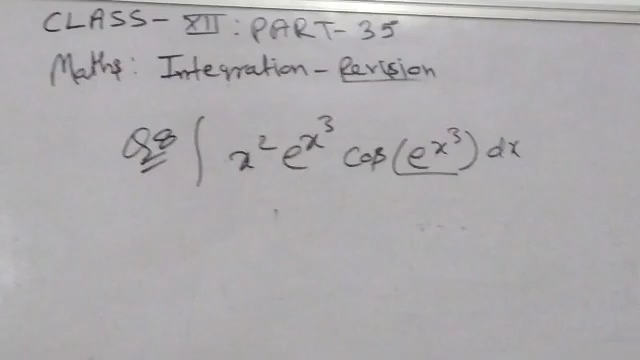 CLASS-XII: PART-35
Maths: Integration-Revision
Q8 ∫ x² e^x³ cos(e^x³) dx